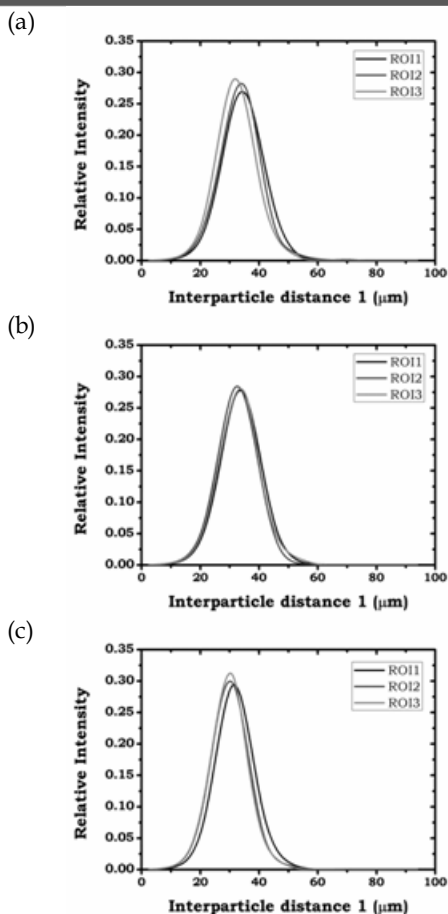 (a)
0.35
0.30
0.25
0.20
0.15
0.10
0.05
0.00
Relative Intensity
ROI1
ROI2
ROI3
0 20 40 60 80 100
Interparticle distance 1 (μm)
(b)
0.35
0.30
0.25
0.20
0.15
0.10
0.05
0.00
Relative Intensity
ROI1
ROI2
ROI3
0 20 40 60 80 100
Interparticle distance 1 (μm)
(c)
0.35
0.30
0.25
0.20
0.15
0.10
0.05
0.00
Relative Intensity
ROI1
ROI2
ROI3
0 20 40 60 80 100
Interparticle distance 1 (μm)